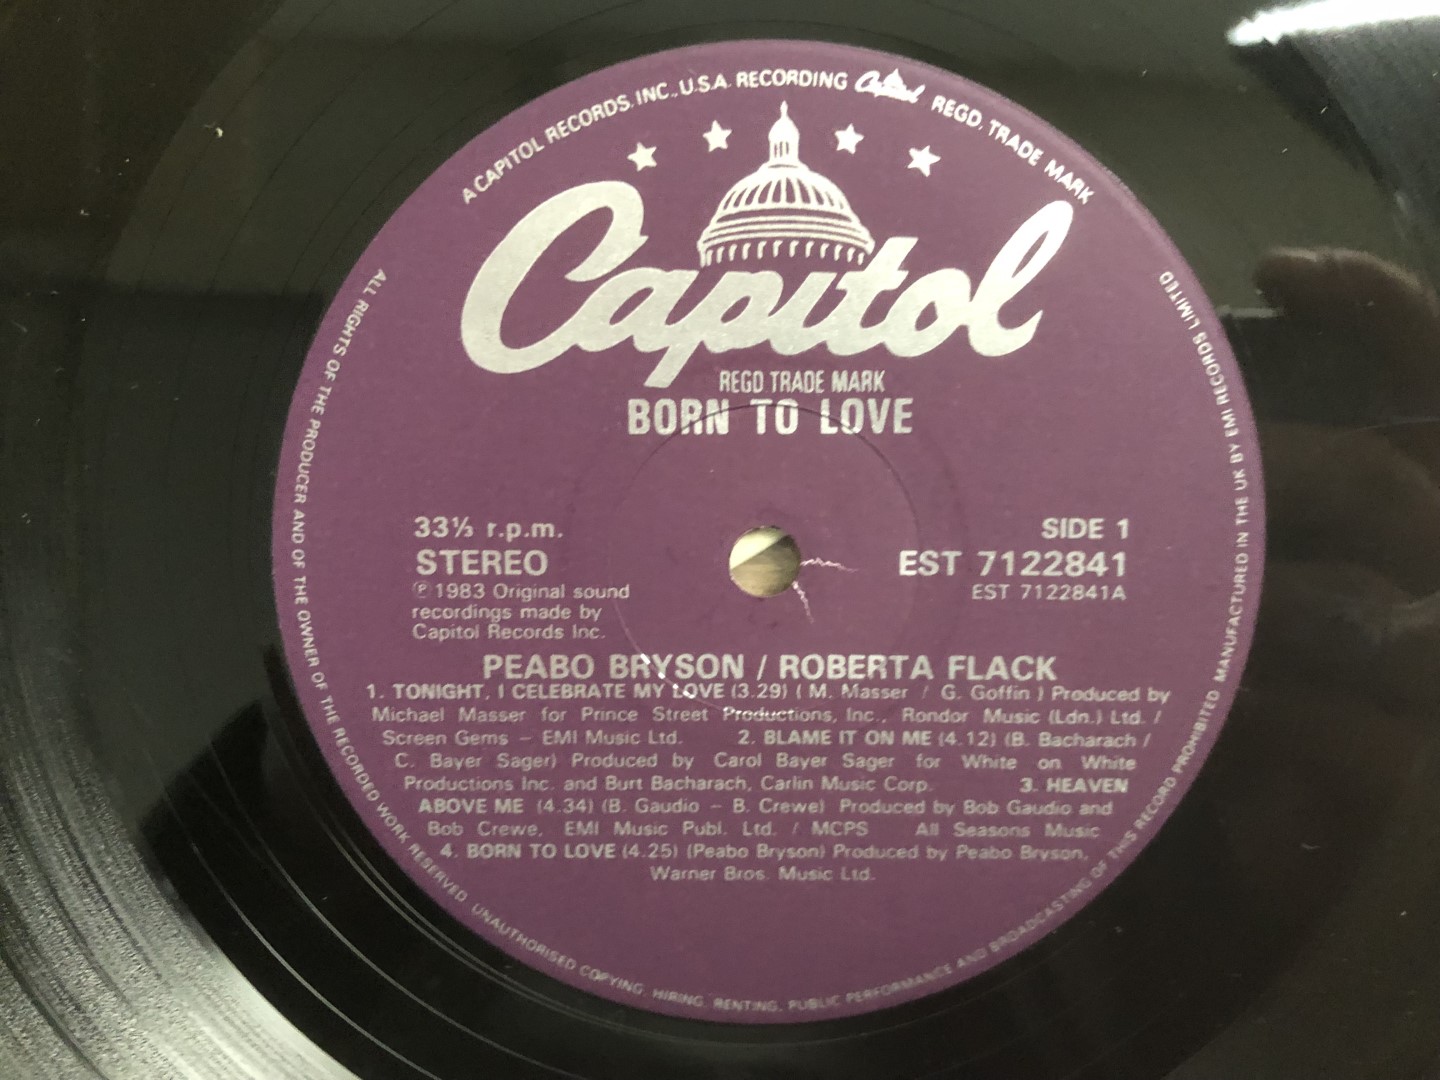 A CAPITOL RECORDS, INC., U.S.A. RECORDING Capitol REGD. TRADE MARK
Capitol
REGD TRADE MARK
BORN TO LOVE
33⅓ r.p.m.
STEREO
℗ 1983 Original sound
recordings made by
Capitol Records Inc.
SIDE 1
EST 7122841
EST 7122841A
PEABO BRYSON / ROBERTA FLACK
1. TONIGHT, I CELEBRATE MY LOVE (3.29) ( M. Masser / G. Goffin ) Produced by
Michael Masser for Prince Street Productions, Inc., Rondor Music (Ldn.) Ltd. /
Screen Gems – EMI Music Ltd. 2. BLAME IT ON ME (4.12) (B. Bacharach /
C. Bayer Sager) Produced by Carol Bayer Sager for White on White
Productions Inc. and Burt Bacharach, Carlin Music Corp. 3. HEAVEN
ABOVE ME (4.34) (B. Gaudio – B. Crewe) Produced by Bob Gaudio and
Bob Crewe, EMI Music Publ. Ltd. / MCPS All Seasons Music
4. BORN TO LOVE (4.25) (Peabo Bryson) Produced by Peabo Bryson,
Warner Bros. Music Ltd.
ALL RIGHTS OF THE PRODUCER AND OF THE OWNER OF THE RECORDED WORK RESERVED UNAUTHORISED COPYING, HIRING, RENTING, PUBLIC PERFORMANCE AND BROADCASTING OF THIS RECORD PROHIBITED MANUFACTURED IN THE UK BY EMI RECORDS LIMITED